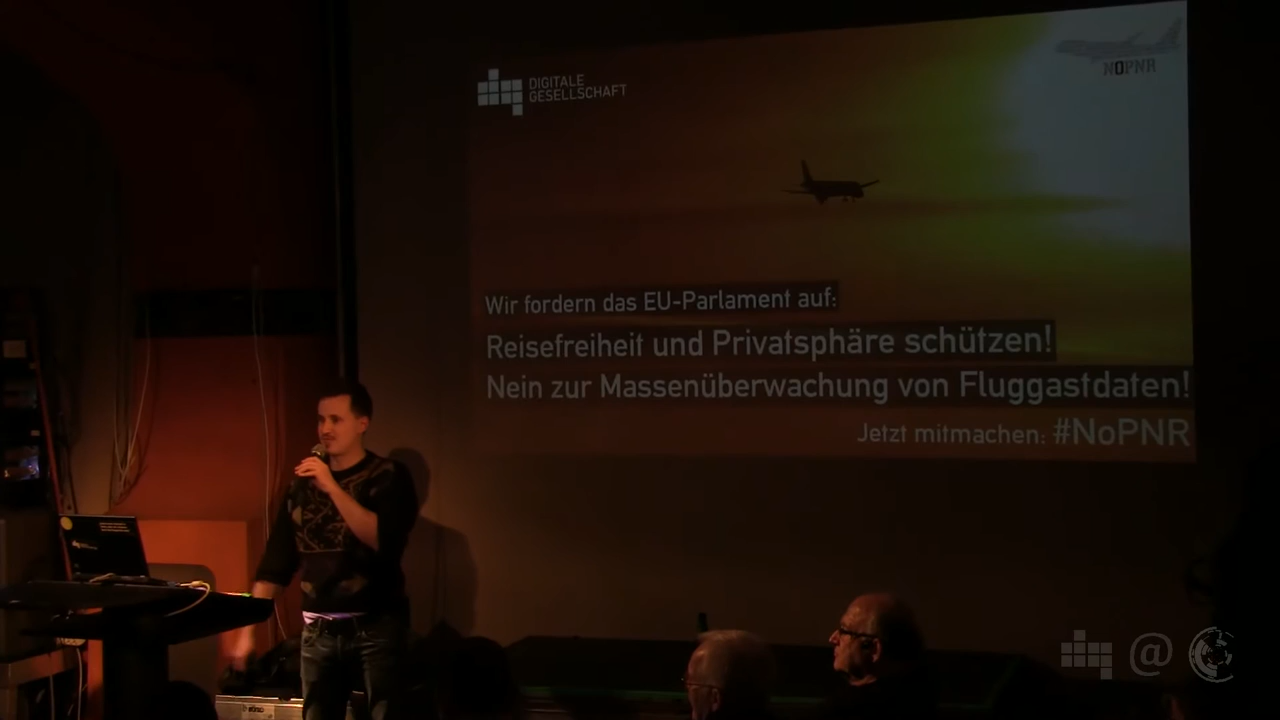 DIGITALE
GESELLSCHAFT
NOPNR
Wir fordern das EU-Parlament auf:
Reisefreiheit und Privatsphäre schützen!
Nein zur Massenüberwachung von Fluggastdaten!
Jetzt mitmachen: #NoPNR
@